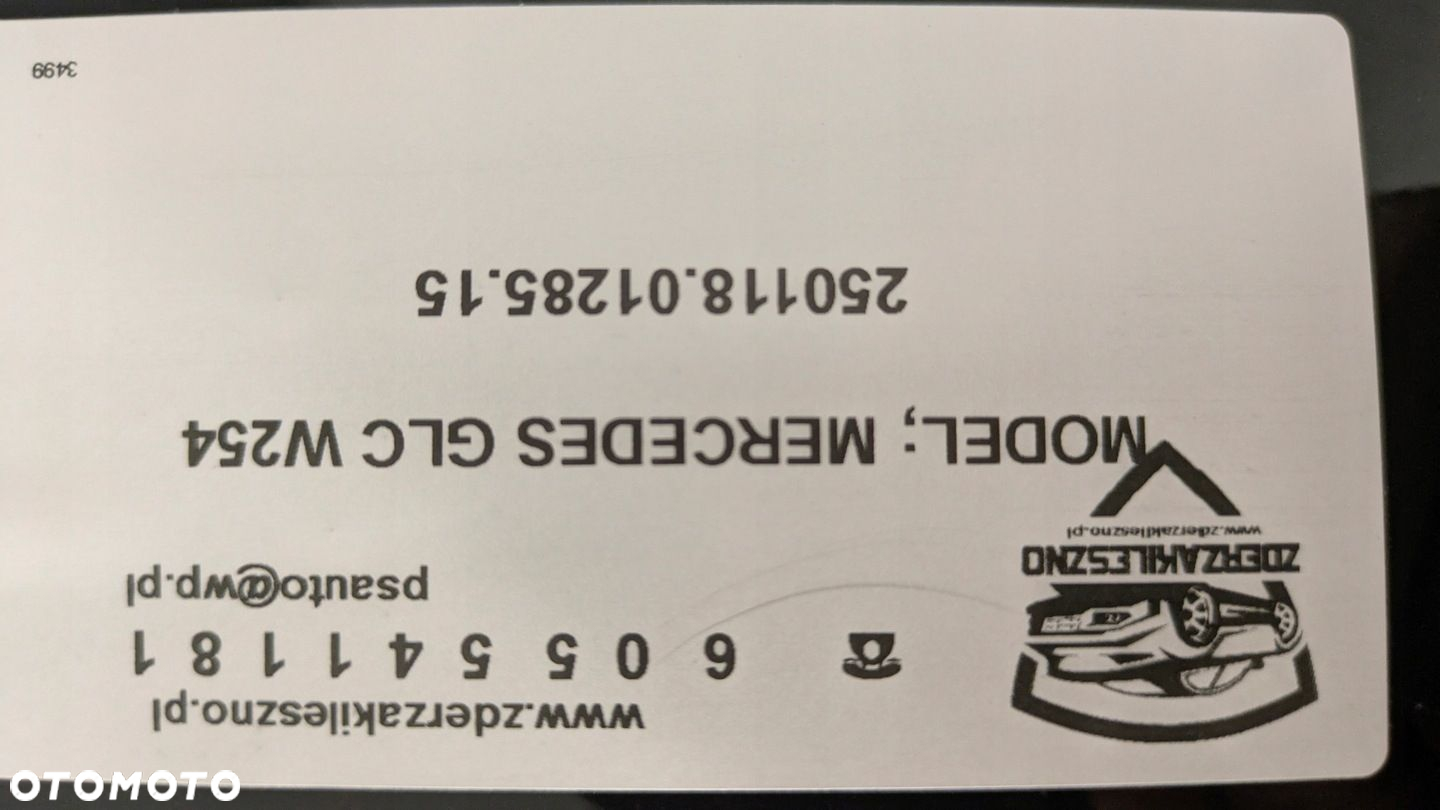 www.zderzakileszno.pl
605541181
psauto@wp.pl
ZDERZAKILESZNO
www.zderzakileszno.pl
MODEL; MERCEDES GLC W254
250118.01285.15
3499
OTOMOTO